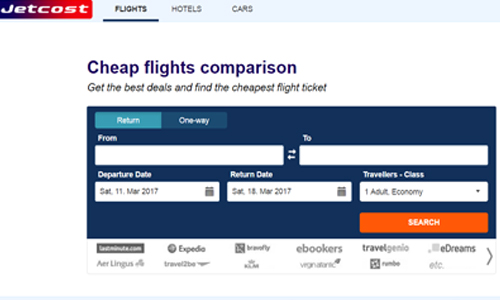 Jetcost FLIGHTS HOTELS CARS
Cheap flights comparison
Get the best deals and find the cheapest flight ticket
Return One-way
From To
Departure Date Return Date Travellers - Class
Sat, 11. Mar 2017 Sat, 18. Mar 2017 1 Adult, Economy
SEARCH
lastminute.com Expedia bravofly ebookers travelgenio eDreams
Aer Lingus travel2be KLM virgin atlantic rumbo etc.